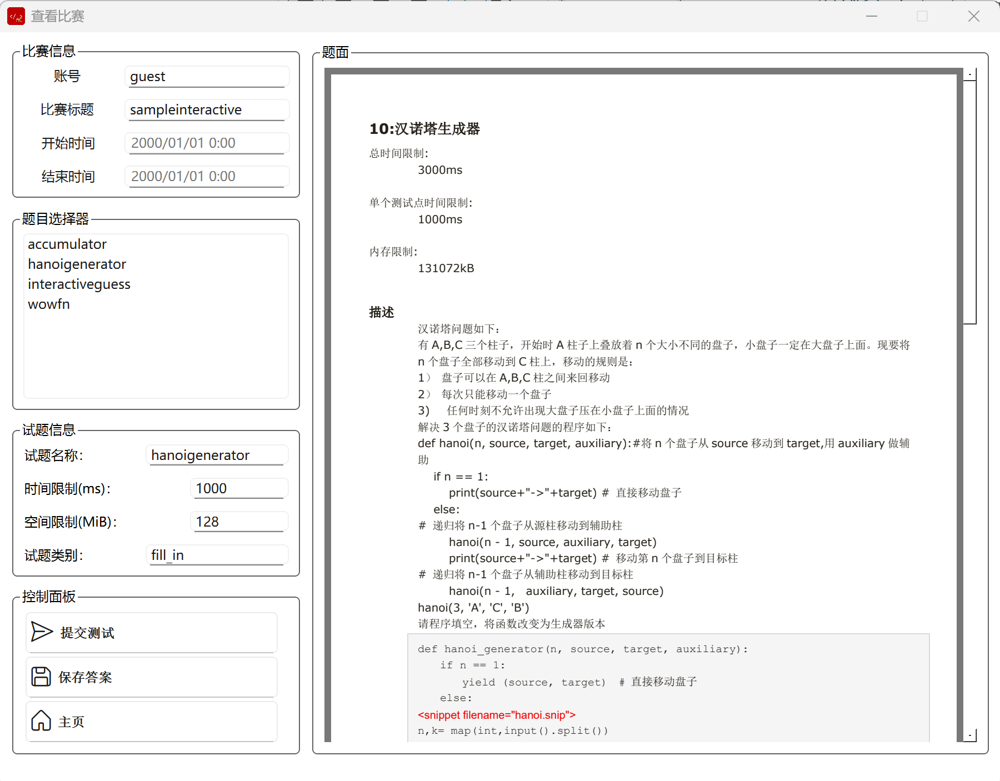 查看比赛
比赛信息
账号 guest
比赛标题 sampleinteractive
开始时间 2000/01/01 0:00
结束时间 2000/01/01 0:00
题目选择器
accumulator
hanoigenerator
interactiveguess
wowfn
试题信息
试题名称： hanoigenerator
时间限制(ms)： 1000
空间限制(MiB)： 128
试题类别： fill_in
控制面板
提交测试
保存答案
主页
题面
10:汉诺塔生成器
总时间限制:
3000ms
单个测试点时间限制:
1000ms
内存限制:
131072kB
描述
汉诺塔问题如下：
有 A,B,C 三个柱子，开始时 A 柱子上叠放着 n 个大小不同的盘子，小盘子一定在大盘子上面。现要将
n 个盘子全部移动到 C 柱上，移动的规则是：
1） 盘子可以在 A,B,C 柱之间来回移动
2） 每次只能移动一个盘子
3) 任何时刻不允许出现大盘子压在小盘子上面的情况
解决 3 个盘子的汉诺塔问题的程序如下：
def hanoi(n, source, target, auxiliary):#将 n 个盘子从 source 移动到 target,用 auxiliary 做辅
助
if n == 1:
print(source+"->"+target) # 直接移动盘子
else:
# 递归将 n-1 个盘子从源柱移动到辅助柱
hanoi(n - 1, source, auxiliary, target)
print(source+"->"+target) # 移动第 n 个盘子到目标柱
# 递归将 n-1 个盘子从辅助柱移动到目标柱
hanoi(n - 1, auxiliary, target, source)
hanoi(3, 'A', 'C', 'B')
请程序填空，将函数改变为生成器版本
def hanoi_generator(n, source, target, auxiliary):
if n == 1:
yield (source, target) # 直接移动盘子
else:
<snippet filename="hanoi.snip">
n,k= map(int,input().split())